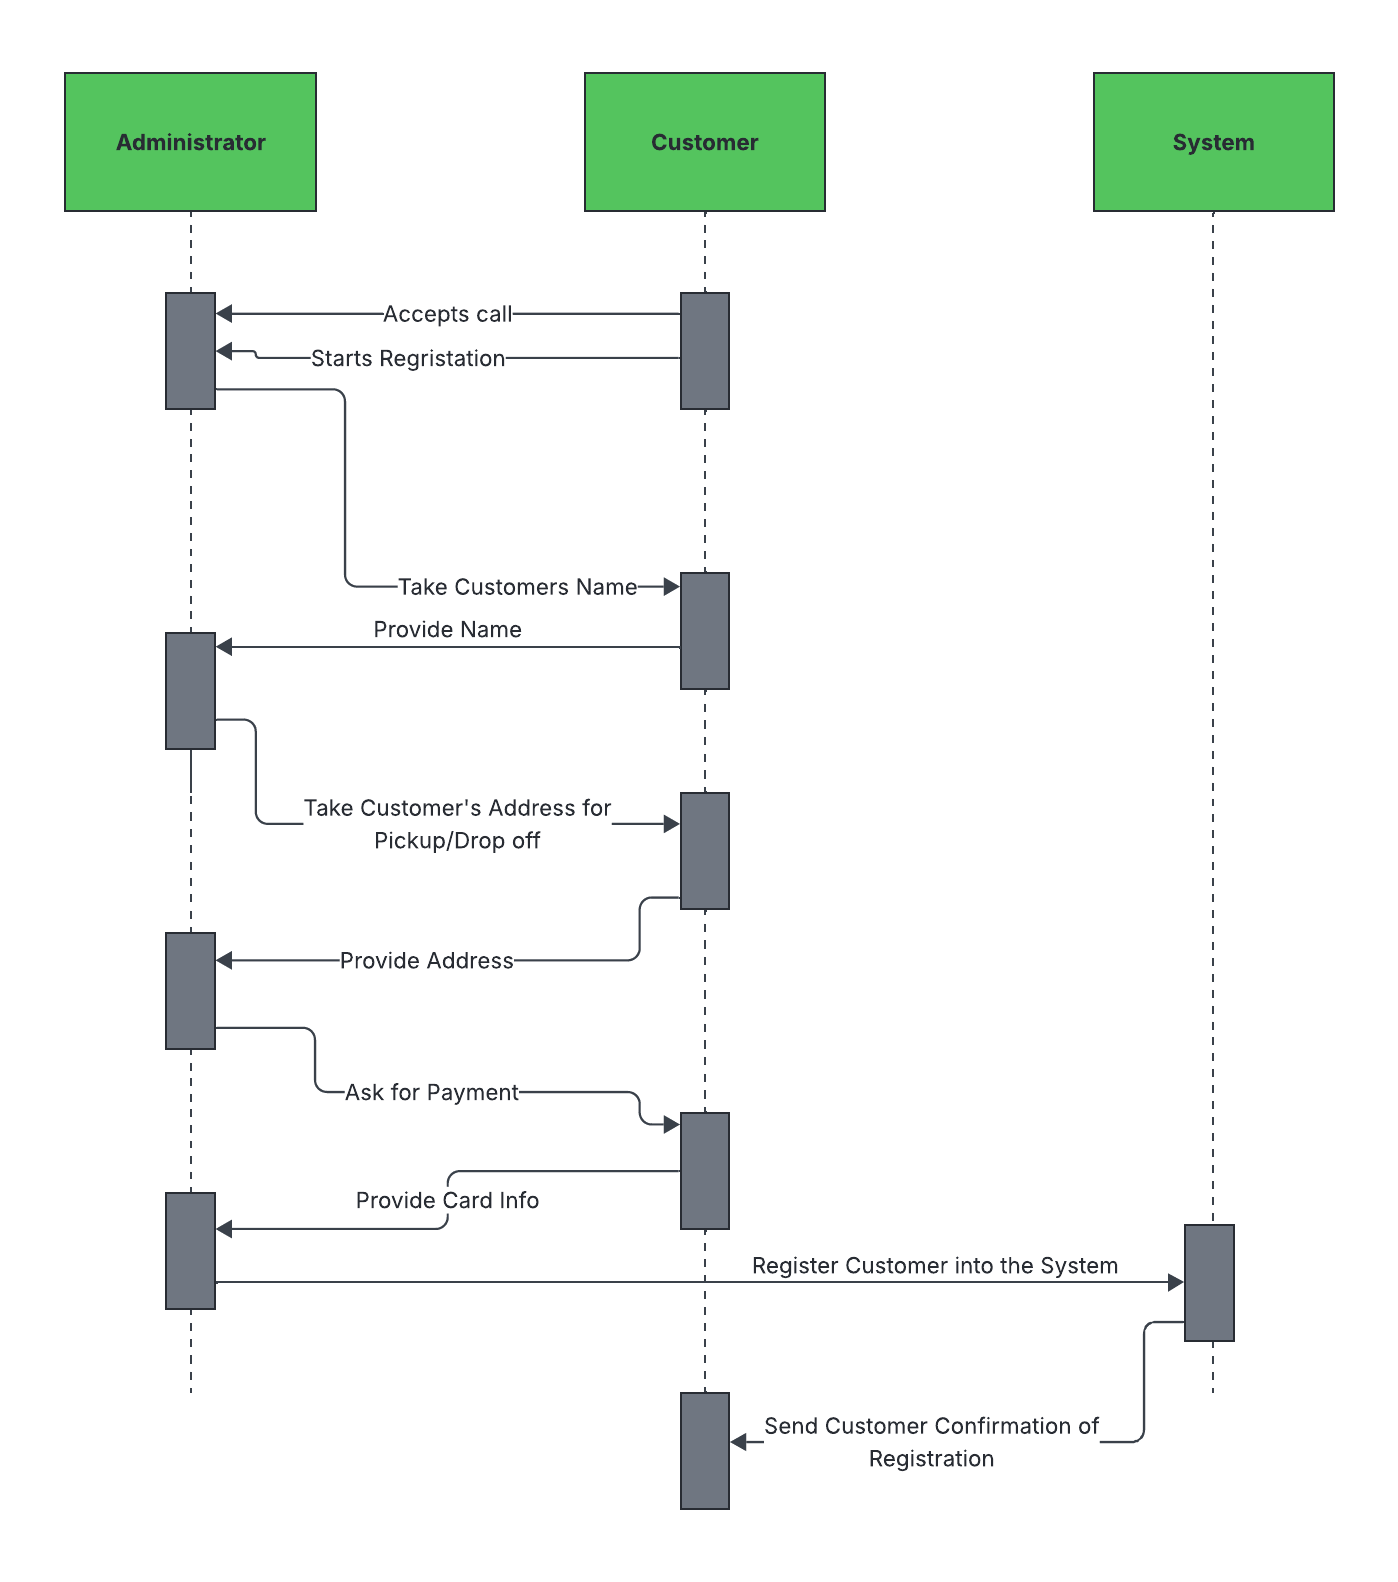 Administrator
Customer
System
Accepts call
Starts Regristation
Take Customers Name
Provide Name
Take Customer's Address for
Pickup/Drop off
Provide Address
Ask for Payment
Provide Card Info
Register Customer into the System
Send Customer Confirmation of
Registration